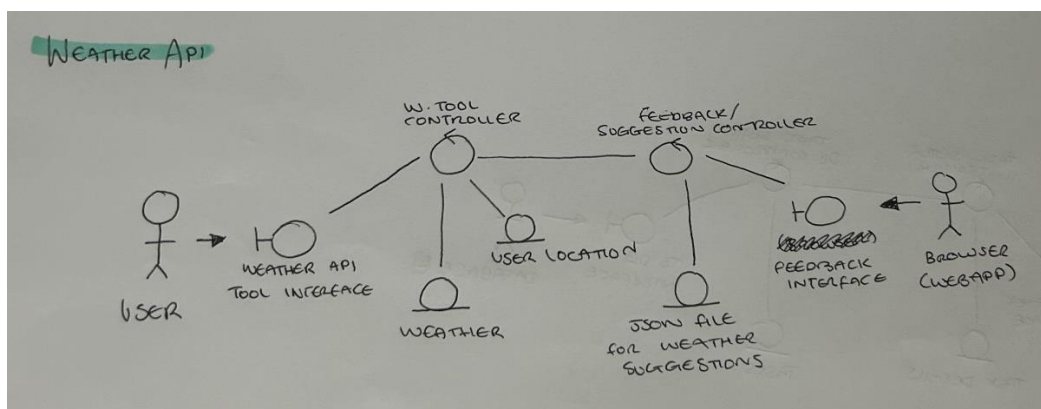 WEATHER API
W. TOOL
CONTROLLER
FEEDBACK/
SUGGESTION CONTROLLER
USER
WEATHER API
TOOL INTERFACE
WEATHER
USER LOCATION
JSON FILE
FOR WEATHER
SUGGESTIONS
FEEDBACK
INTERFACE
BROWSER
(WEBAPP)